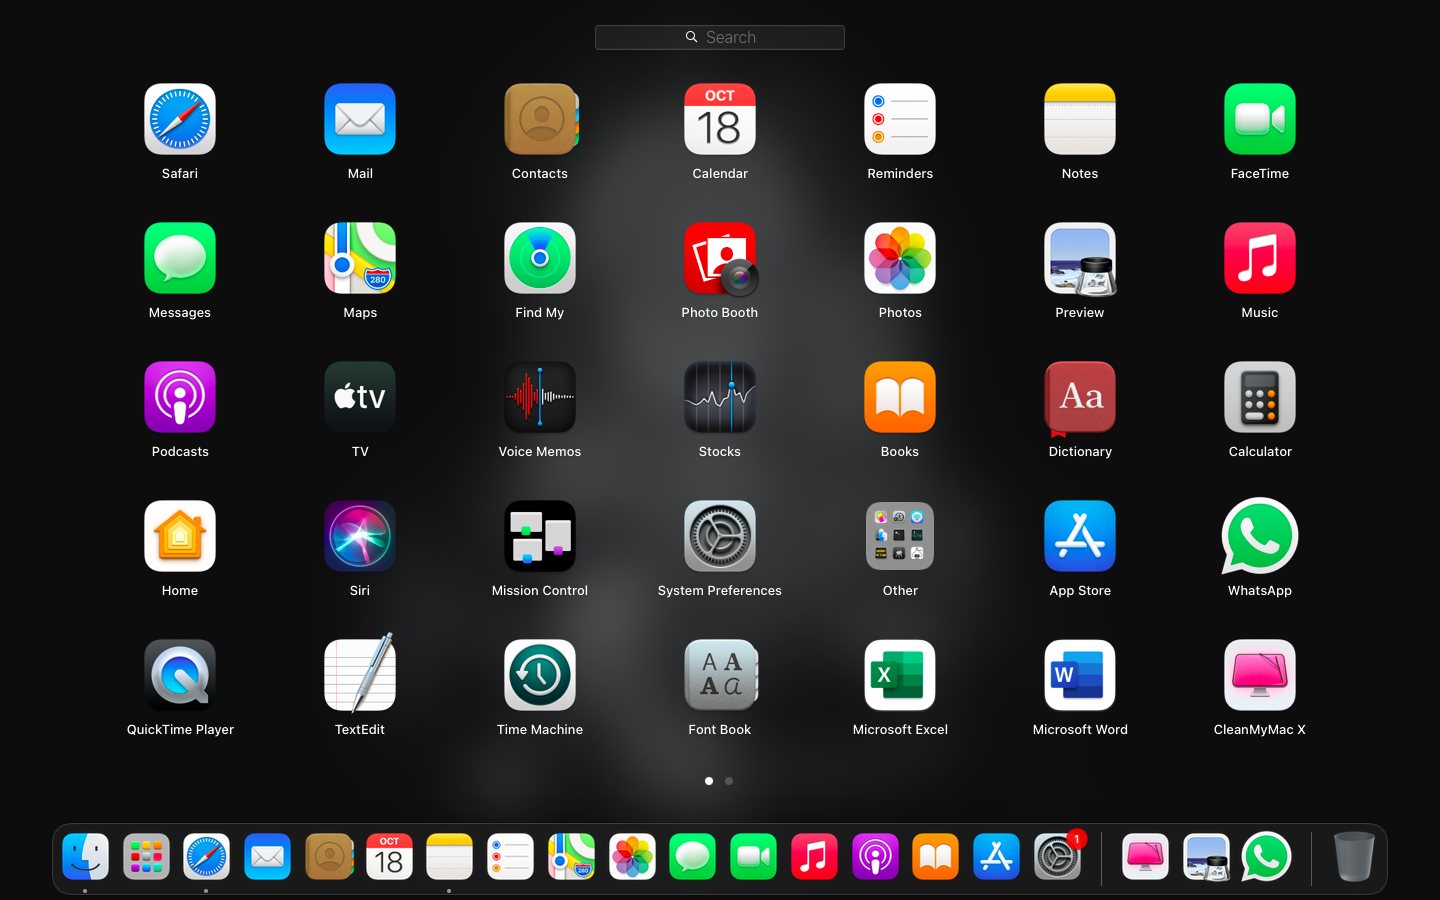 Search
OCT
18
Safari
Mail
Contacts
Calendar
Reminders
Notes
FaceTime
280
Messages
Maps
Find My
Photo Booth
Photos
Preview
Music
tv
Aa
Podcasts
TV
Voice Memos
Stocks
Books
Dictionary
Calculator
Home
Siri
Mission Control
System Preferences
Other
App Store
WhatsApp
A A
A a
X
W
QuickTime Player
TextEdit
Time Machine
Font Book
Microsoft Excel
Microsoft Word
CleanMyMac X
OCT
18
280
1